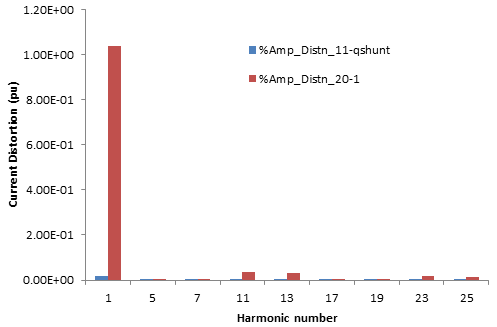 1.20E+00
1.00E+00
8.00E-01
6.00E-01
4.00E-01
2.00E-01
0.00E+00
Current Distortion (pu)
%Amp_Distn_11-qshunt
%Amp_Distn_20-1
1 5 7 11 13 17 19 23 25
Harmonic number